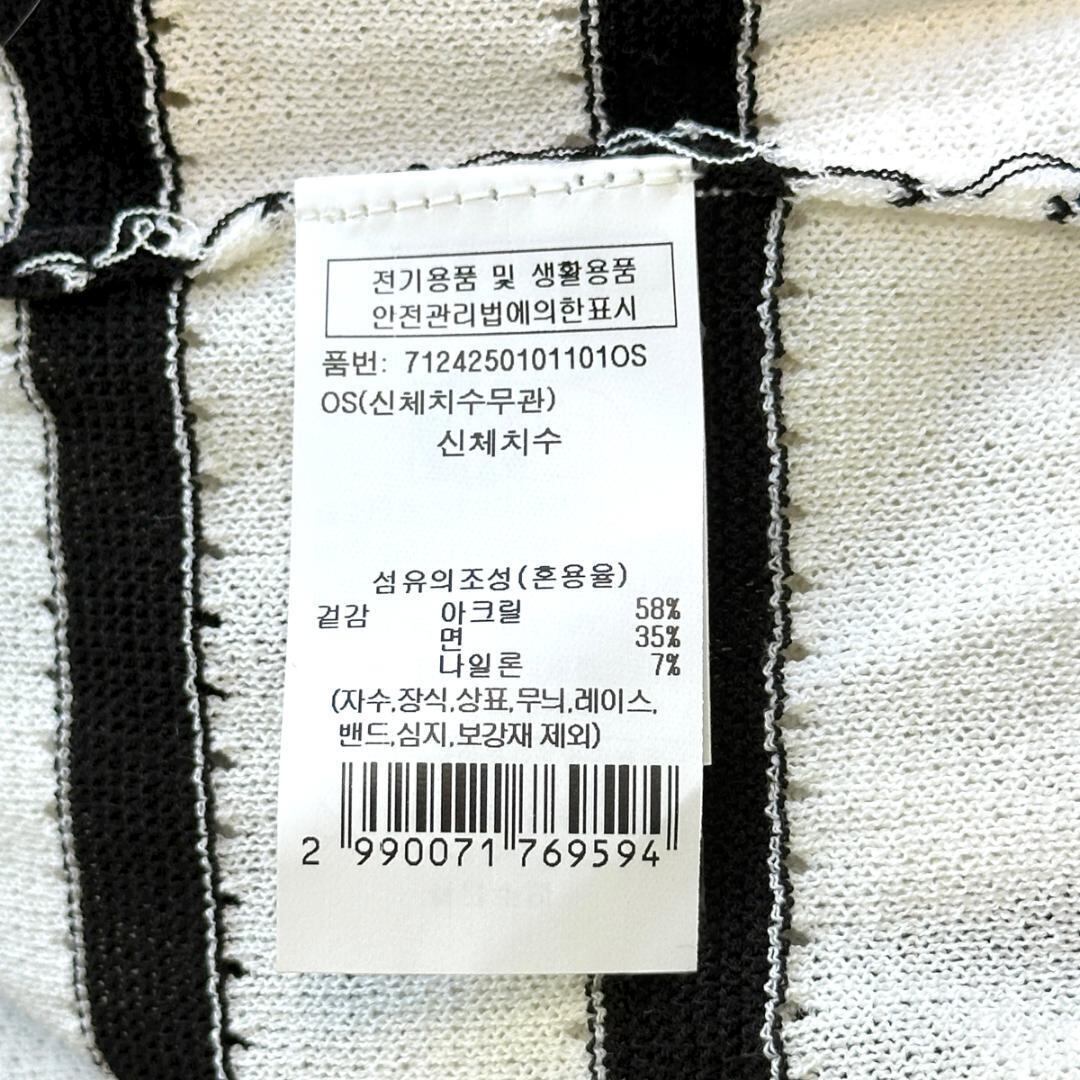 전기용품 및 생활용품
안전관리법에의한표시
품번: 7124250101101OS
OS(신체치수무관)
신체치수
섬유의조성(혼용율)
겉감 아크릴 58%
면 35%
나일론 7%
(자수,장식,상표,무늬,레이스,
밴드,심지,보강재 제외)
2 990071 769594